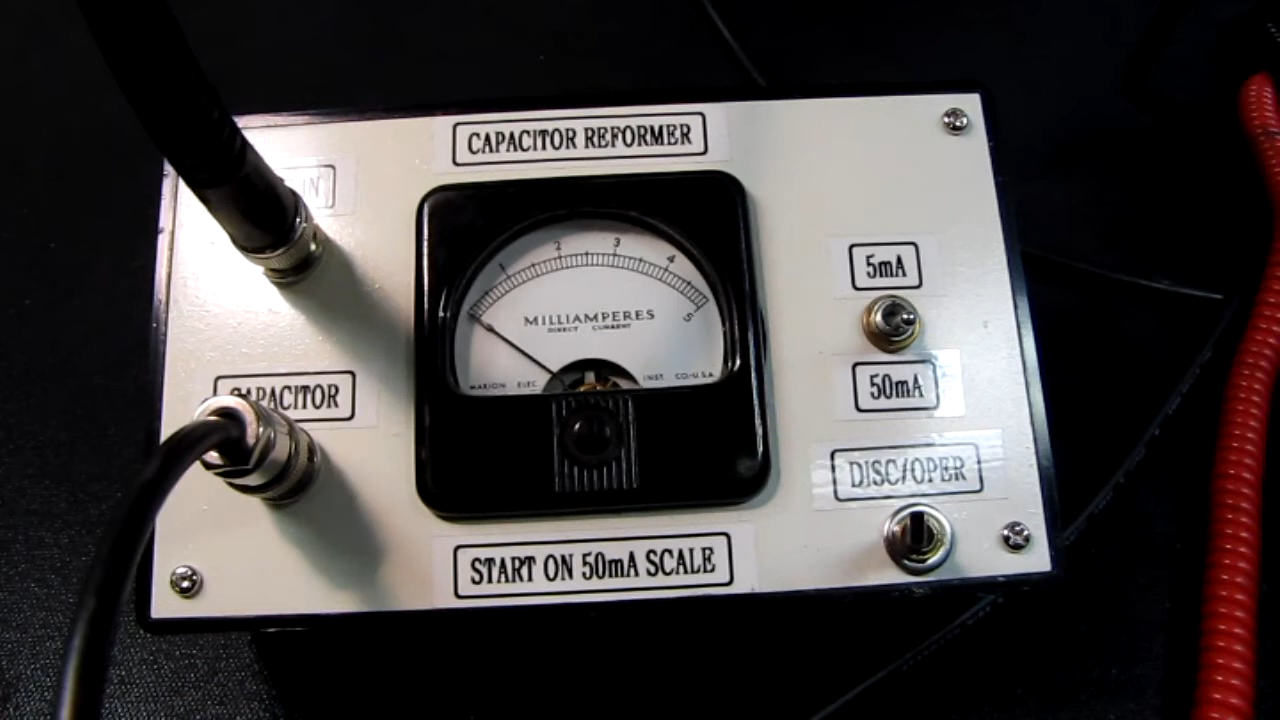 CAPACITOR REFORMER
IN
1 2 3 4 5
MILLIAMPERES
DIRECT CURRENT
MARION ELEC. INST. CO.-U.S.A.
5mA
50mA
CAPACITOR
DISC/OPER
START ON 50mA SCALE